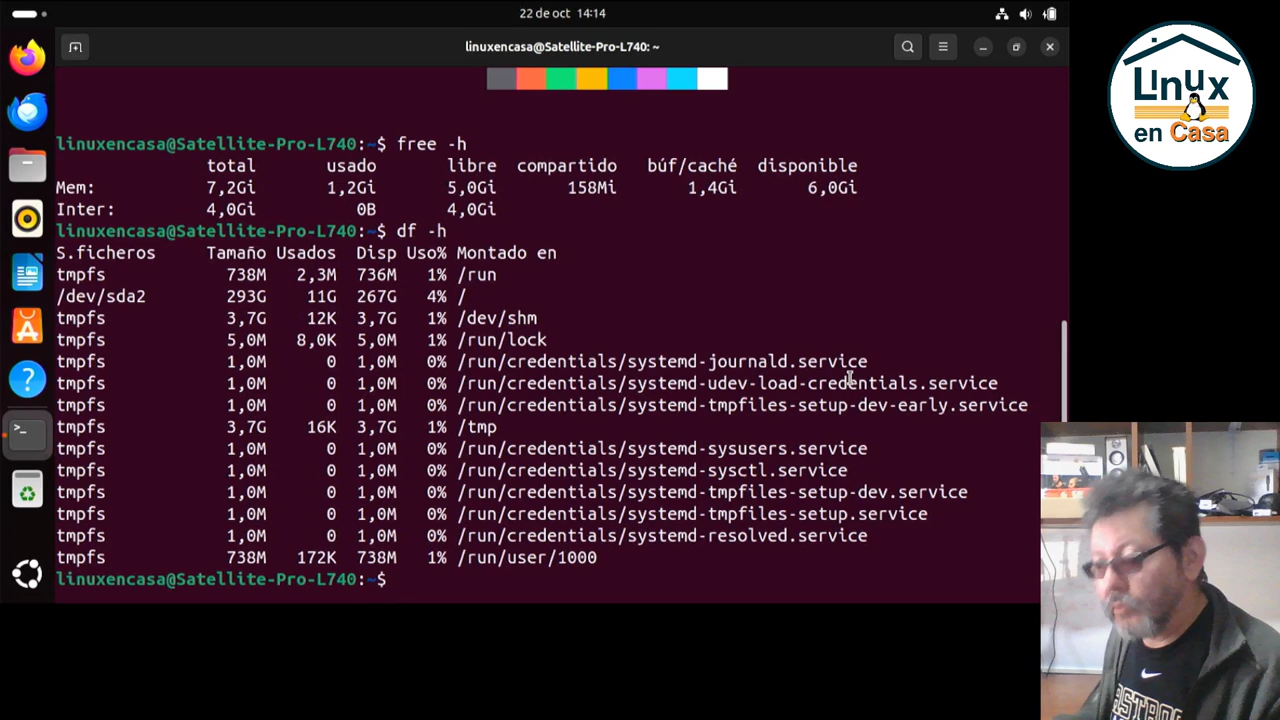 22 de oct 14:14
linuxencasa@Satellite-Pro-L740: ~
LInUx
en Casa
linuxencasa@Satellite-Pro-L740:~$ free -h
total usado libre compartido búf/caché disponible
Mem: 7,2Gi 1,2Gi 5,0Gi 158Mi 1,4Gi 6,0Gi
Inter: 4,0Gi 0B 4,0Gi
linuxencasa@Satellite-Pro-L740:~$ df -h
S.ficheros Tamaño Usados Disp Uso% Montado en
tmpfs 738M 2,3M 736M 1% /run
/dev/sda2 293G 11G 267G 4% /
tmpfs 3,7G 12K 3,7G 1% /dev/shm
tmpfs 5,0M 8,0K 5,0M 1% /run/lock
tmpfs 1,0M 0 1,0M 0% /run/credentials/systemd-journald.service
tmpfs 1,0M 0 1,0M 0% /run/credentials/systemd-udev-load-credentials.service
tmpfs 1,0M 0 1,0M 0% /run/credentials/systemd-tmpfiles-setup-dev-early.service
tmpfs 3,7G 16K 3,7G 1% /tmp
tmpfs 1,0M 0 1,0M 0% /run/credentials/systemd-sysusers.service
tmpfs 1,0M 0 1,0M 0% /run/credentials/systemd-sysctl.service
tmpfs 1,0M 0 1,0M 0% /run/credentials/systemd-tmpfiles-setup-dev.service
tmpfs 1,0M 0 1,0M 0% /run/credentials/systemd-tmpfiles-setup.service
tmpfs 1,0M 0 1,0M 0% /run/credentials/systemd-resolved.service
tmpfs 738M 172K 738M 1% /run/user/1000
linuxencasa@Satellite-Pro-L740:~$